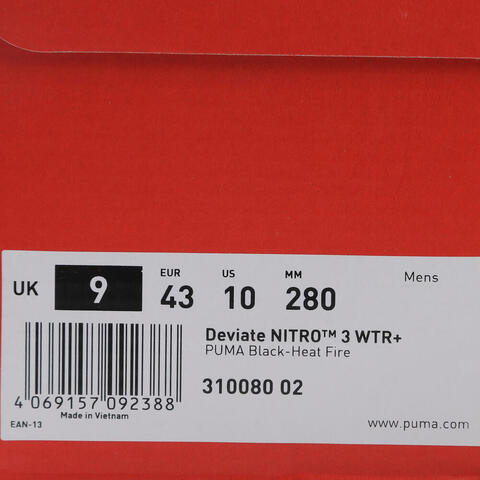 EUR US MM Mens
UK 9 43 10 280
Deviate NITRO™ 3 WTR+
PUMA Black-Heat Fire
310080 02
4 069157 092388
Made in Vietnam
EAN-13
www.puma.com